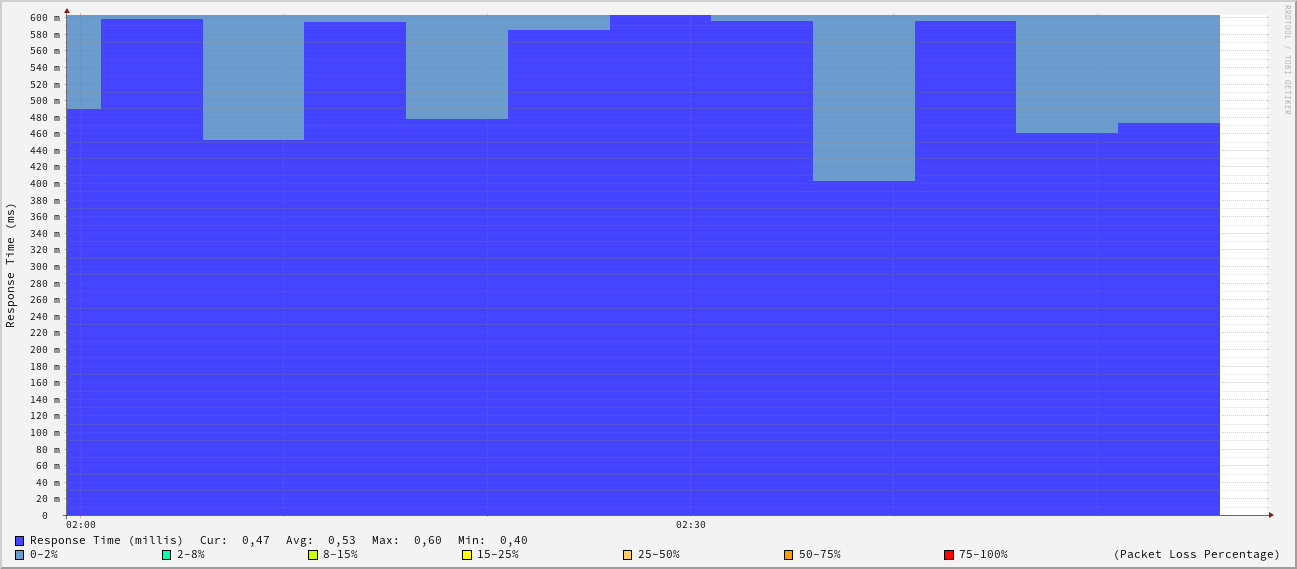 600 m
580 m
560 m
540 m
520 m
500 m
480 m
460 m
440 m
420 m
400 m
380 m
360 m
340 m
320 m
300 m
280 m
260 m
240 m
220 m
200 m
180 m
160 m
140 m
120 m
100 m
80 m
60 m
40 m
20 m
0
Response Time (ms)
RRDTOOL / TOBI OETIKER
02:00 02:30
Response Time (millis) Cur: 0,47 Avg: 0,53 Max: 0,60 Min: 0,40
0-2% 2-8% 8-15% 15-25% 25-50% 50-75% 75-100% (Packet Loss Percentage)